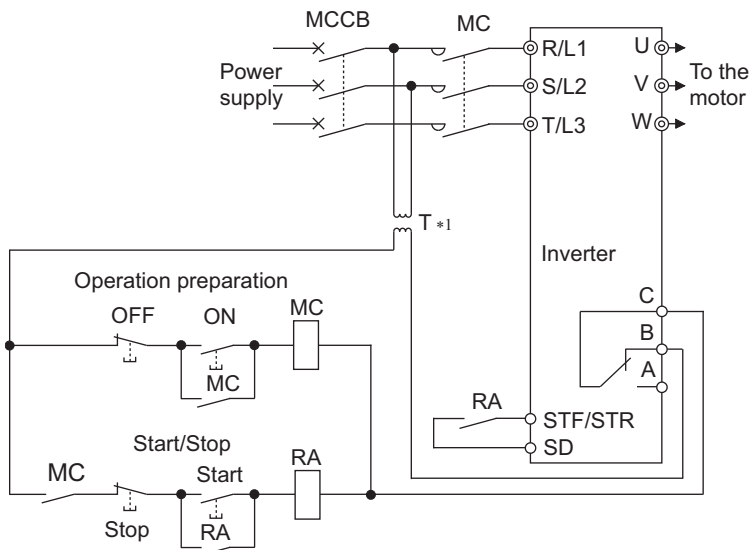 MCCB
MC
R/L1
U
Power
supply
S/L2
V
To the
motor
T/L3
W
T *1
Inverter
Operation preparation
OFF
ON
MC
C
B
A
MC
RA
STF/STR
SD
Start/Stop
MC
Start
RA
Stop
RA